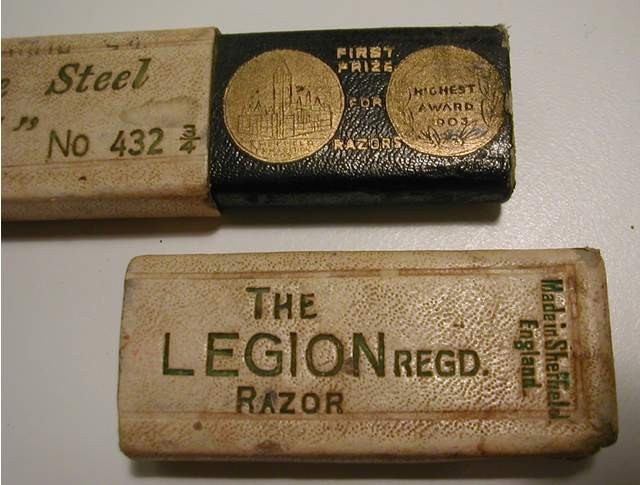 Steel
No 432 3/4
FIRST
PRIZE
FOR
RAZORS
HIGHEST
AWARD
THE
LEGION REGD.
RAZOR
Made in Sheffield
England